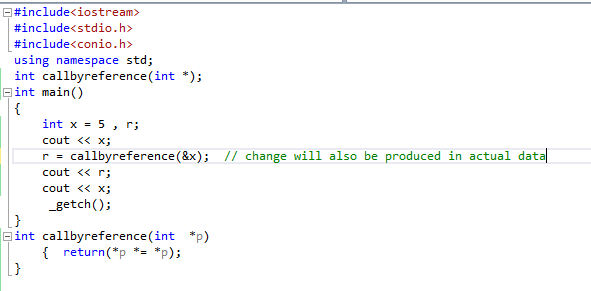 #include<iostream>
#include<stdio.h>
#include<conio.h>
using namespace std;
int callbyreference(int *);
int main()
{
int x = 5 , r;
cout << x;
r = callbyreference(&x);  // change will also be produced in actual data
cout << r;
cout << x;
_getch();
}
int callbyreference(int  *p)
{  return(*p *= *p);
}